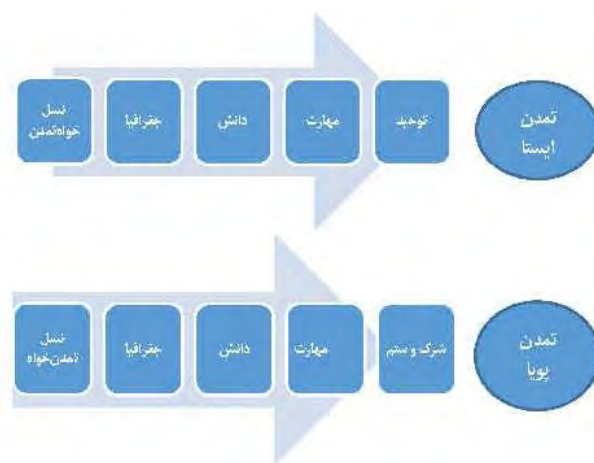 نسل
خواه‌تمدن
جغرافیا
دانش
مهارت
توحید
تمدن
ایستا
نسل
تمدن‌خواه
جغرافیا
دانش
مهارت
شرک و ستم
تمدن
پویا